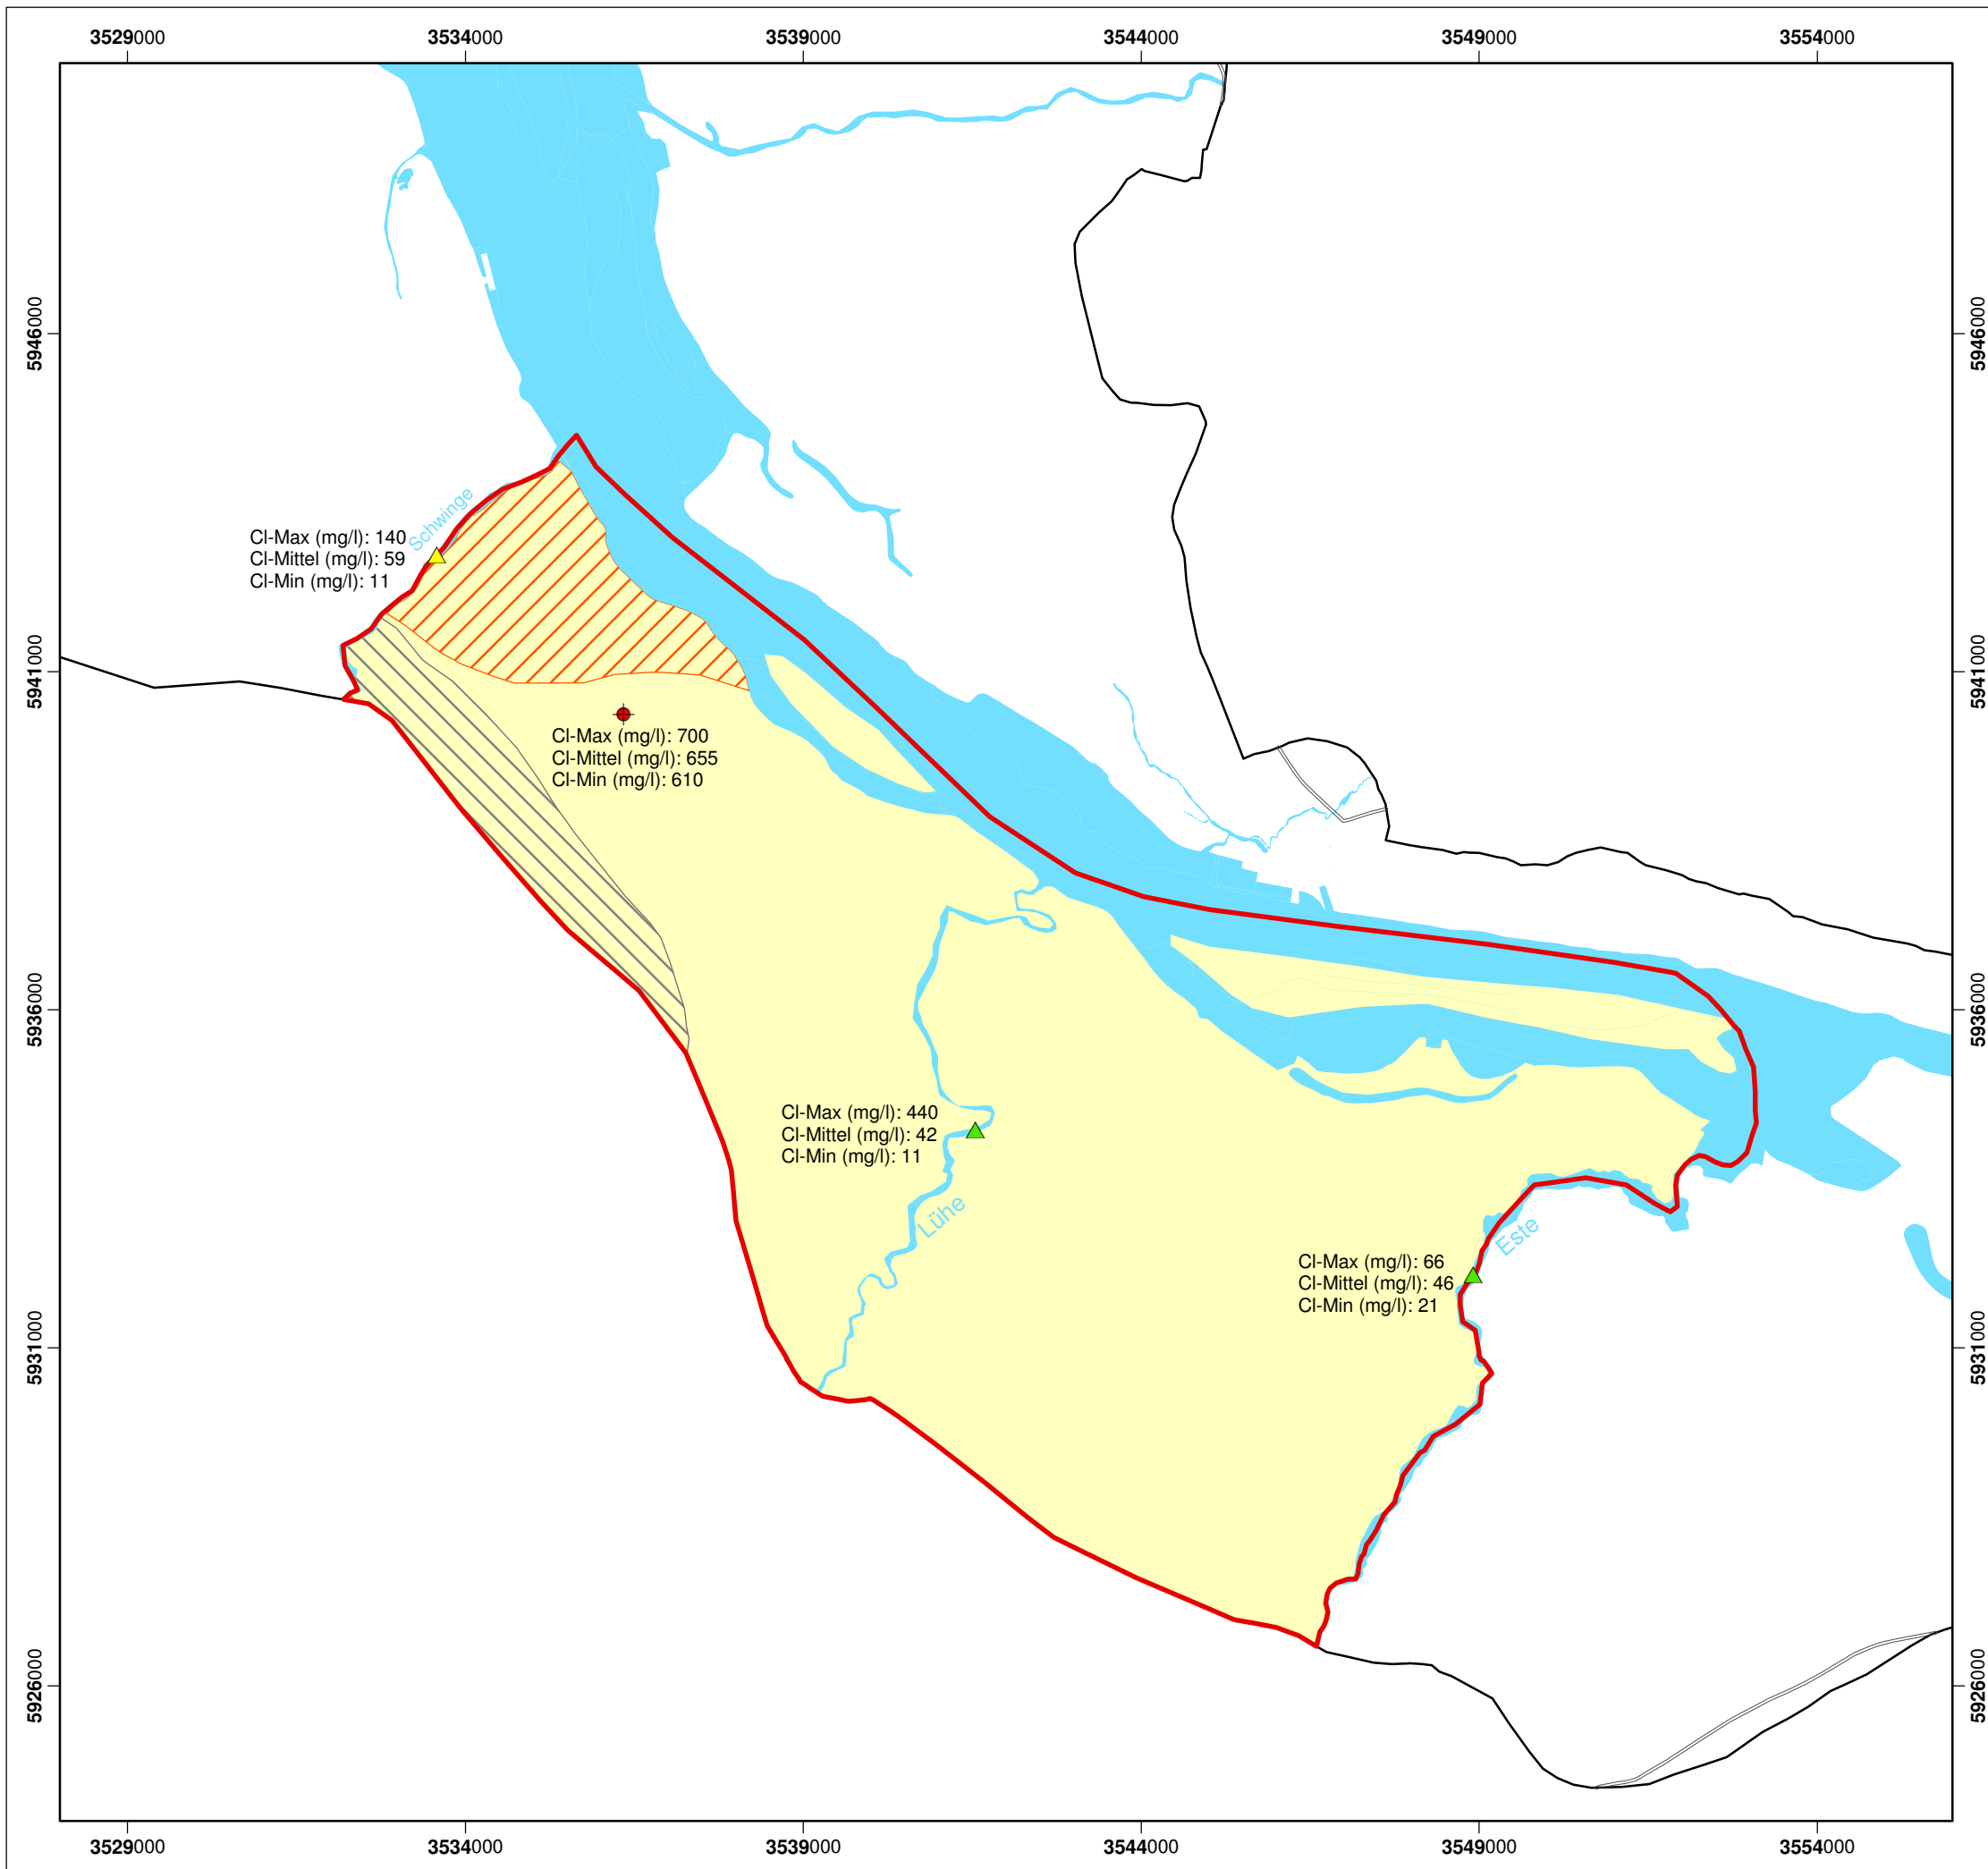 3529000 3534000 3539000 3544000 3549000 3554000
5946000 5946000
Schwinge
Cl-Max (mg/l): 140
Cl-Mittel (mg/l): 59
Cl-Min (mg/l): 11
5941000 5941000
Cl-Max (mg/l): 700
Cl-Mittel (mg/l): 655
Cl-Min (mg/l): 610
5936000 5936000
Cl-Max (mg/l): 440
Cl-Mittel (mg/l): 42
Cl-Min (mg/l): 11
Lühe
Este
Cl-Max (mg/l): 66
Cl-Mittel (mg/l): 46
Cl-Min (mg/l): 21
5931000 5931000
5926000 5926000
3529000 3534000 3539000 3544000 3549000 3554000